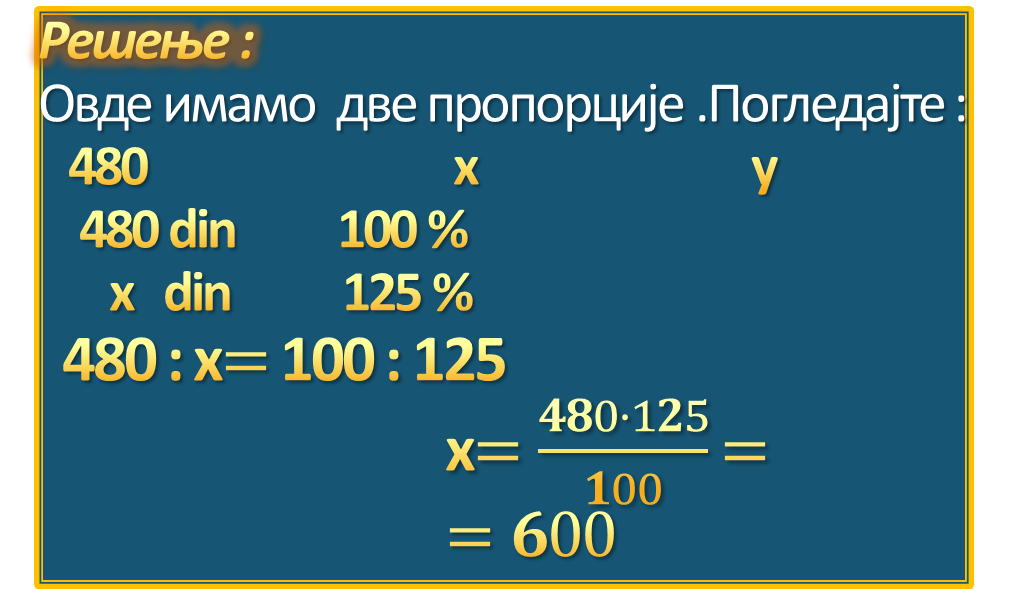 Решење :
Овде имамо две пропорције .Погледајте :
480 x y
480 din 100 %
x din 125 %
480 : x= 100 : 125
x= 480·125 / 100 =
= 600